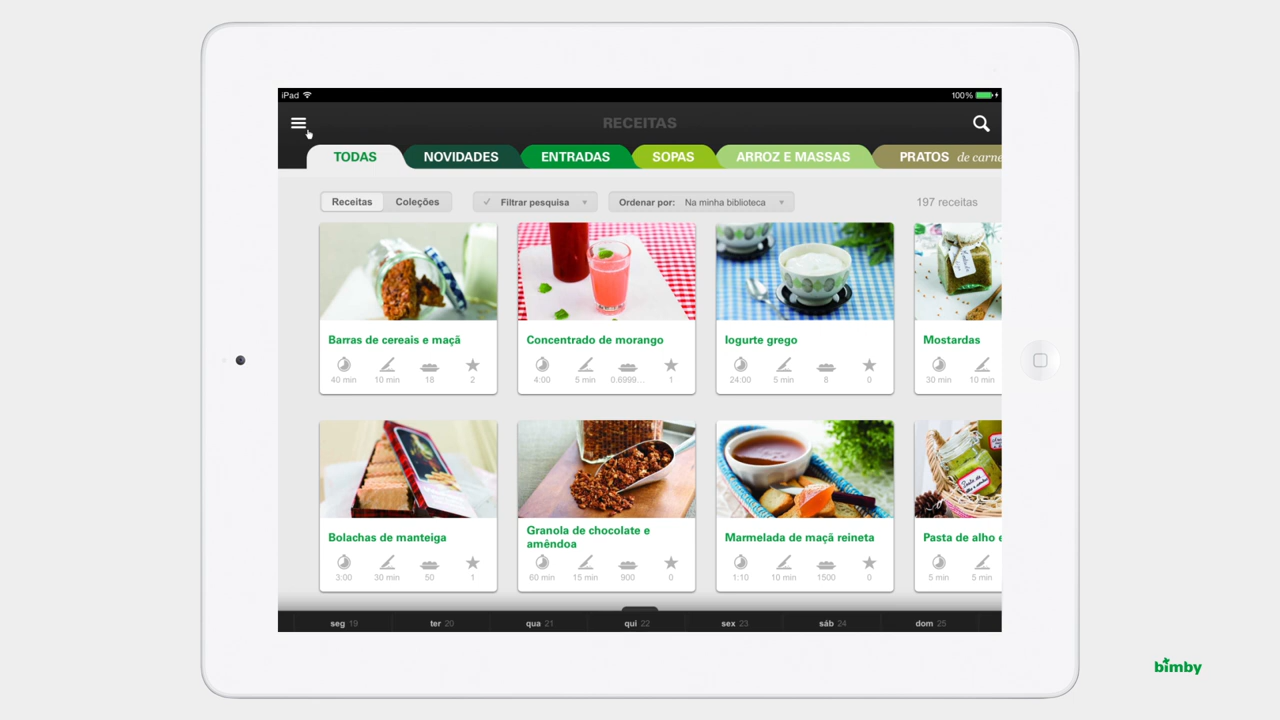 iPad
100%
RECEITAS
TODAS
NOVIDADES
ENTRADAS
SOPAS
ARROZ E MASSAS
PRATOS de carne
Receitas
Coleções
Filtrar pesquisa
Ordenar por: Na minha biblioteca
197 receitas
Barras de cereais e maçã
40 min 10 min 18 2
Concentrado de morango
4:00 5 min 0.6999... 1
Iogurte grego
24:00 5 min 8 0
Mostardas
30 min 10 min
Bolachas de manteiga
3:00 30 min 50 1
Granola de chocolate e
amêndoa
60 min 15 min 900 0
Marmelada de maçã reineta
1:10 10 min 1500 0
Pasta de alho e
5 min 5 min
seg 19
ter 20
qua 21
qui 22
sex 23
sáb 24
dom 25
bimby